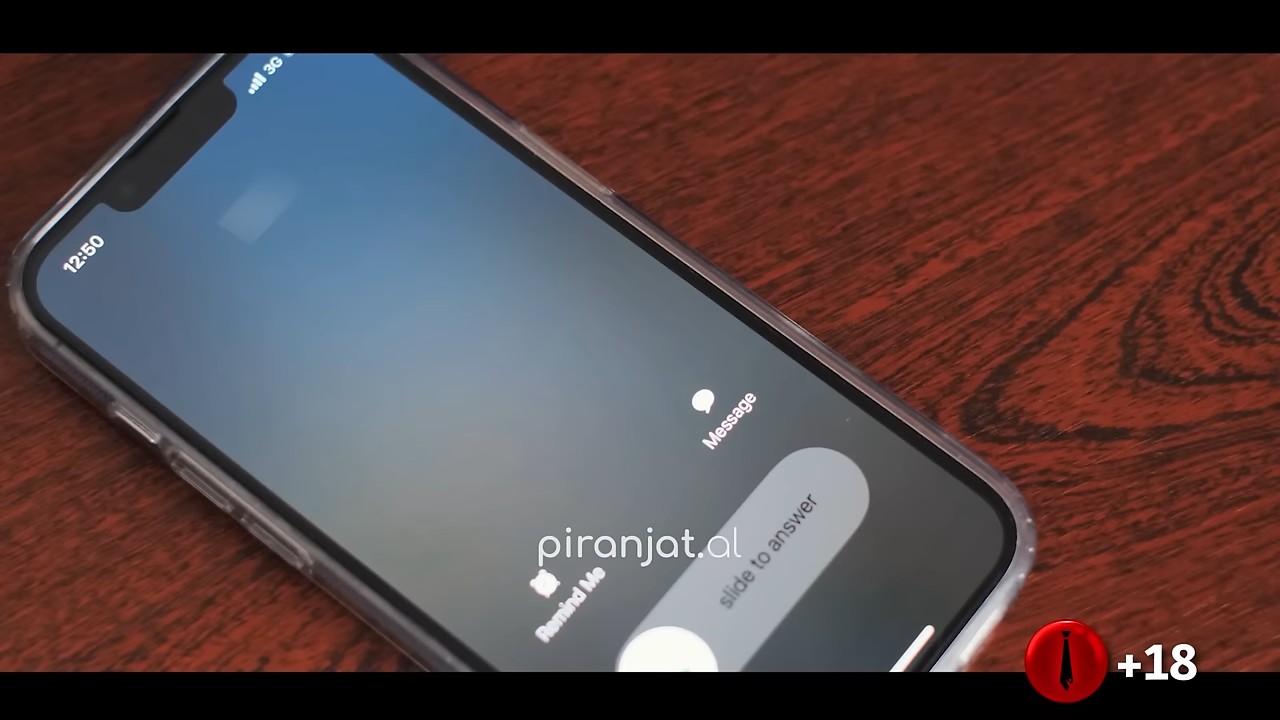 3G
12:50
Message
piranjat.al
slide to answer
Remind Me
+18